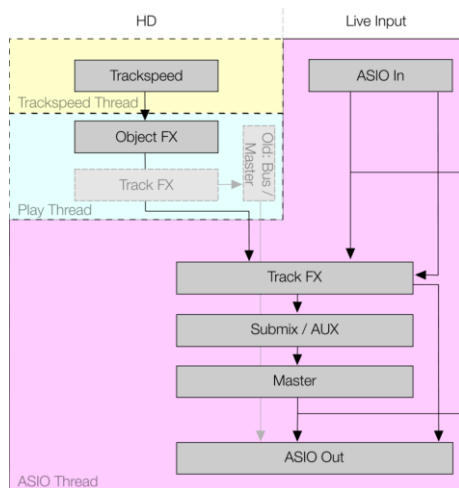 HD
Live Input
Trackspeed
ASIO In
Trackspeed Thread
Object FX
Old: Bus /
Master
Track FX
Play Thread
Track FX
Submix / AUX
Master
ASIO Out
ASIO Thread